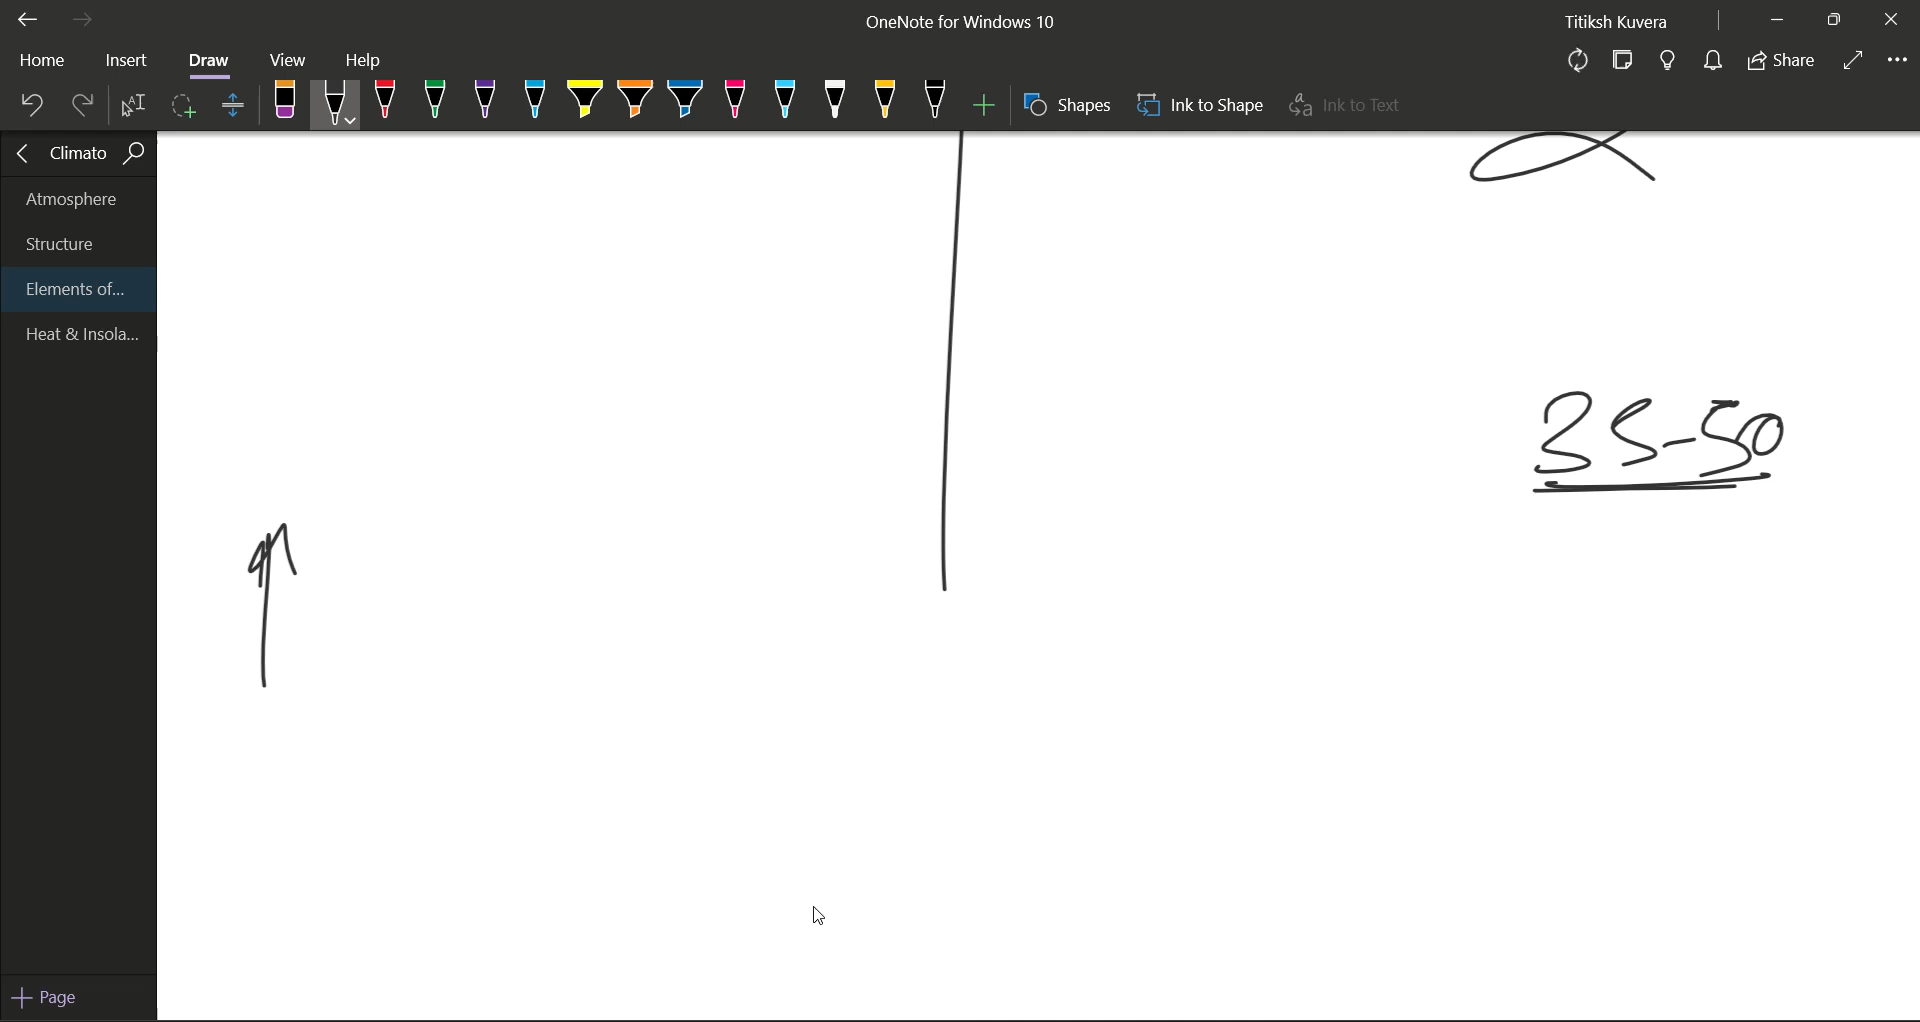 OneNote for Windows 10
Titiksh Kuvera
Home Insert Draw View Help
Share
Shapes Ink to Shape Ink to Text
Climato
Atmosphere
Structure
Elements of...
Heat & Insola...
35-50
Page